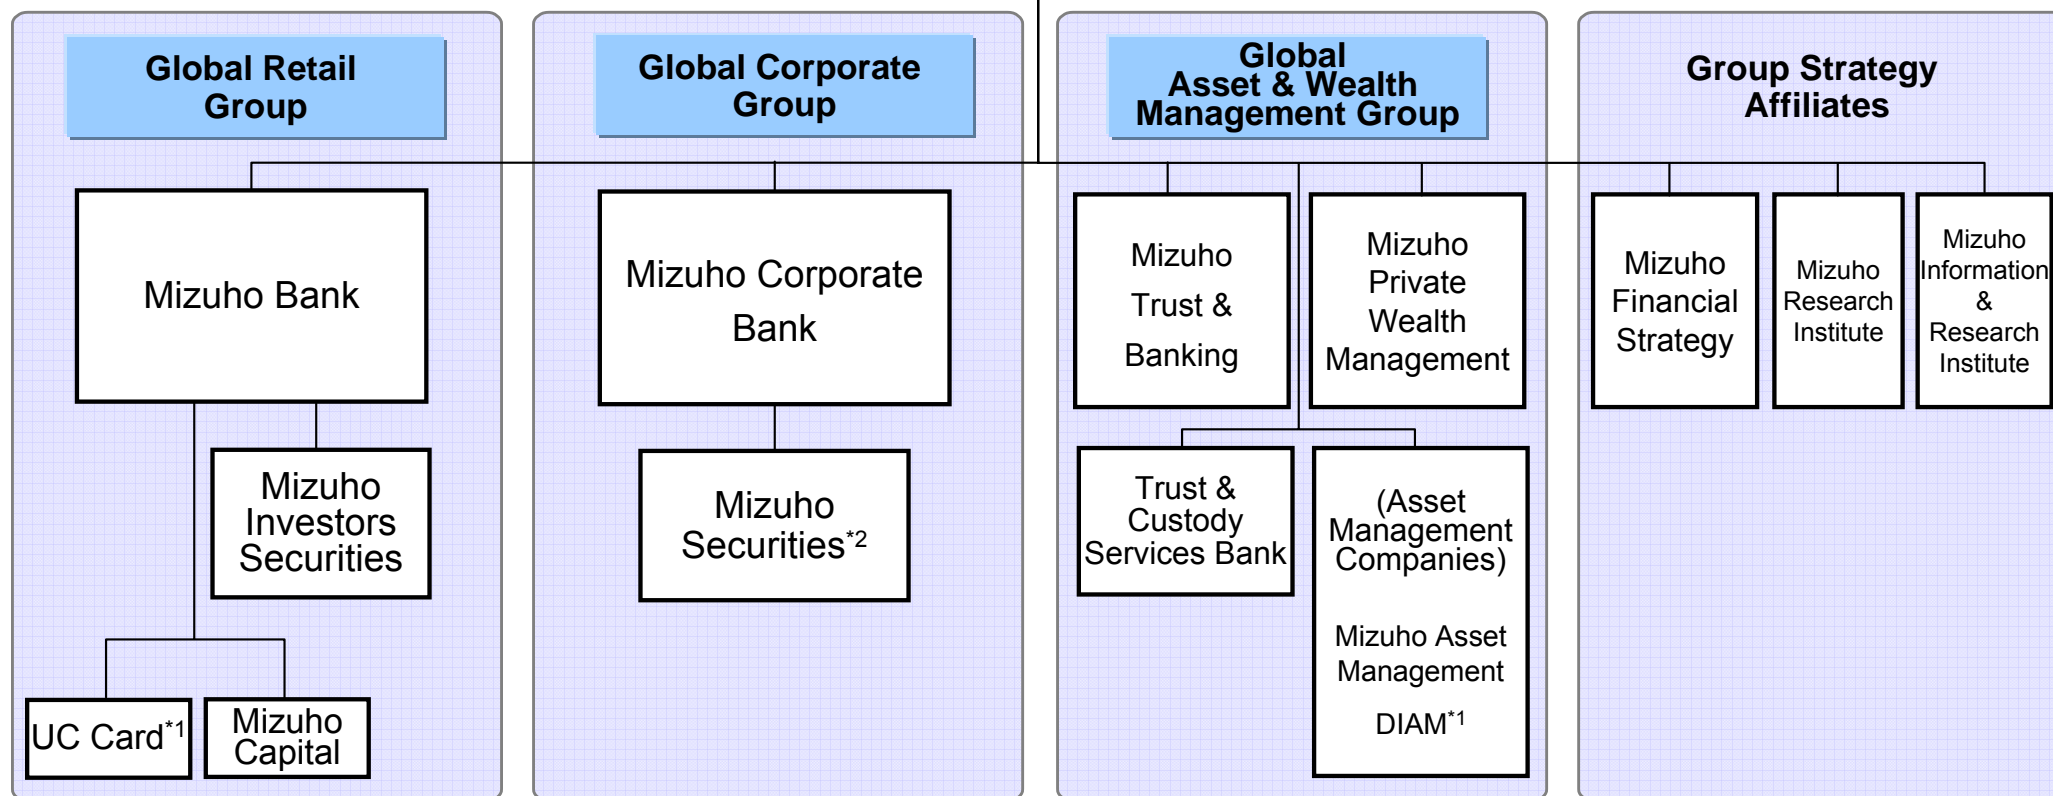 Global Retail
Group
Mizuho Bank
Mizuho
Investors
Securities
UC Card*1
Mizuho
Capital
Global Corporate
Group
Mizuho Corporate
Bank
Mizuho
Securities*2
Global
Asset & Wealth
Management Group
Mizuho
Trust &
Banking
Mizuho
Private
Wealth
Management
Trust &
Custody
Services Bank
(Asset
Management
Companies)
Mizuho Asset
Management
DIAM*1
Group Strategy
Affiliates
Mizuho
Financial
Strategy
Mizuho
Research
Institute
Mizuho
Information
&
Research
Institute